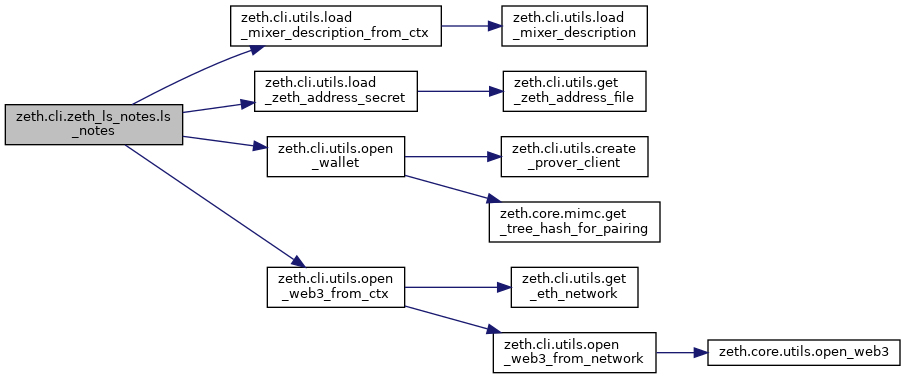 zeth.cli.utils.load
_mixer_description_from_ctx
zeth.cli.utils.load
_mixer_description
zeth.cli.utils.load
_zeth_address_secret
zeth.cli.utils.get
_zeth_address_file
zeth.cli.zeth_ls_notes.ls
_notes
zeth.cli.utils.open
_wallet
zeth.cli.utils.create
_prover_client
zeth.core.mimc.get
_tree_hash_for_pairing
zeth.cli.utils.open
_web3_from_ctx
zeth.cli.utils.get
_eth_network
zeth.cli.utils.open
_web3_from_network
zeth.core.utils.open_web3